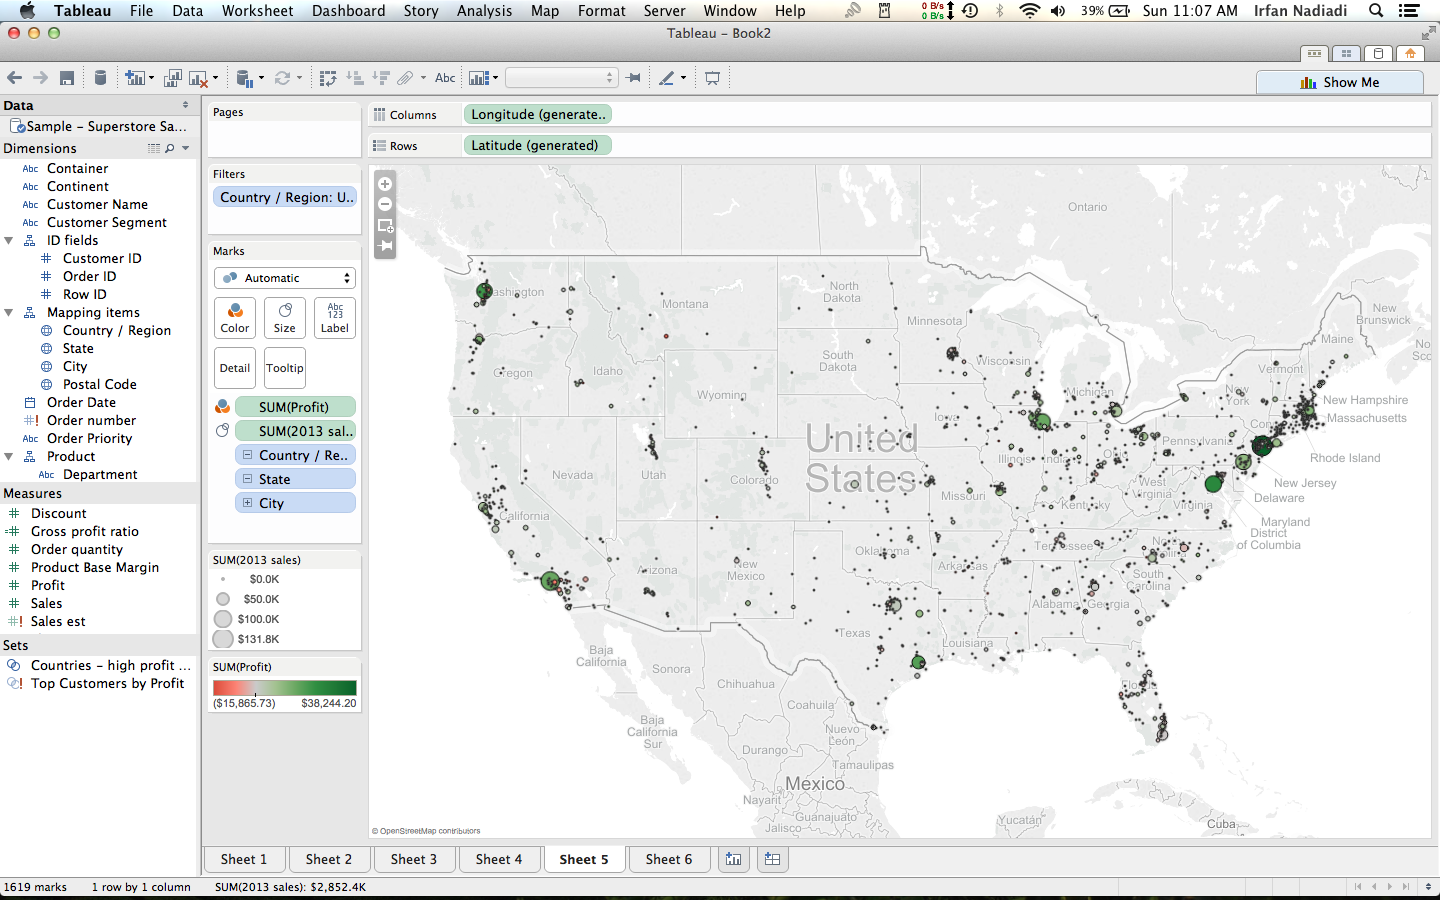 Tableau File Data Worksheet Dashboard Story Analysis Map Format Server Window Help 0 B/s 0 B/s 39% Sun 11:07 AM Irfan Nadiadi
Tableau - Book2
Abc
Show Me
Data
Sample - Superstore Sa...
Dimensions
Abc Container
Abc Continent
Abc Customer Name
Abc Customer Segment
ID fields
# Customer ID
# Order ID
# Row ID
Mapping items
Country / Region
State
City
Postal Code
Order Date
#! Order number
Abc Order Priority
Product
Abc Department
Measures
# Discount
=# Gross profit ratio
# Order quantity
# Product Base Margin
# Profit
# Sales
#! Sales est
Sets
Countries - high profit ...
! Top Customers by Profit
Pages
Filters
Country / Region: U..
Marks
Automatic
Color Size Abc 123 Label
Detail Tooltip
SUM(Profit)
SUM(2013 sal..
Country / Re..
State
City
SUM(2013 sales)
$0.0K
$50.0K
$100.0K
$131.8K
SUM(Profit)
($15,865.73) $38,244.20
Columns Longitude (generate..
Rows Latitude (generated)
Ontario
Washington
Montana
North Dakota
Minnesota
New Brunswick
Maine
South Dakota
Wisconsin
Oregon
Idaho
Wyoming
Michigan
Vermont
New York
New Hampshire
Massachusetts
Iowa
United States
Pennsylvania
Rhode Island
Nevada
Utah
Colorado
Illinois
Indiana
New Jersey
Delaware
Missouri
West Virginia
Virginia
Kentucky
Maryland
District of Columbia
California
Oklahoma
Tennessee
Arizona
New Mexico
Arkansas
South Carolina
Alabama
Georgia
Texas
Louisiana
Baja California
Sonora
Chihuahua
Florida
Coahuila
Baja California Sur
Nuevo León
Durango
Tamaulipas
Mexico
Nayarit
Guanajuato
Jalisco
Yucatán
Cuba
© OpenStreetMap contributors
Sheet 1 Sheet 2 Sheet 3 Sheet 4 Sheet 5 Sheet 6
1619 marks 1 row by 1 column SUM(2013 sales): $2,852.4K